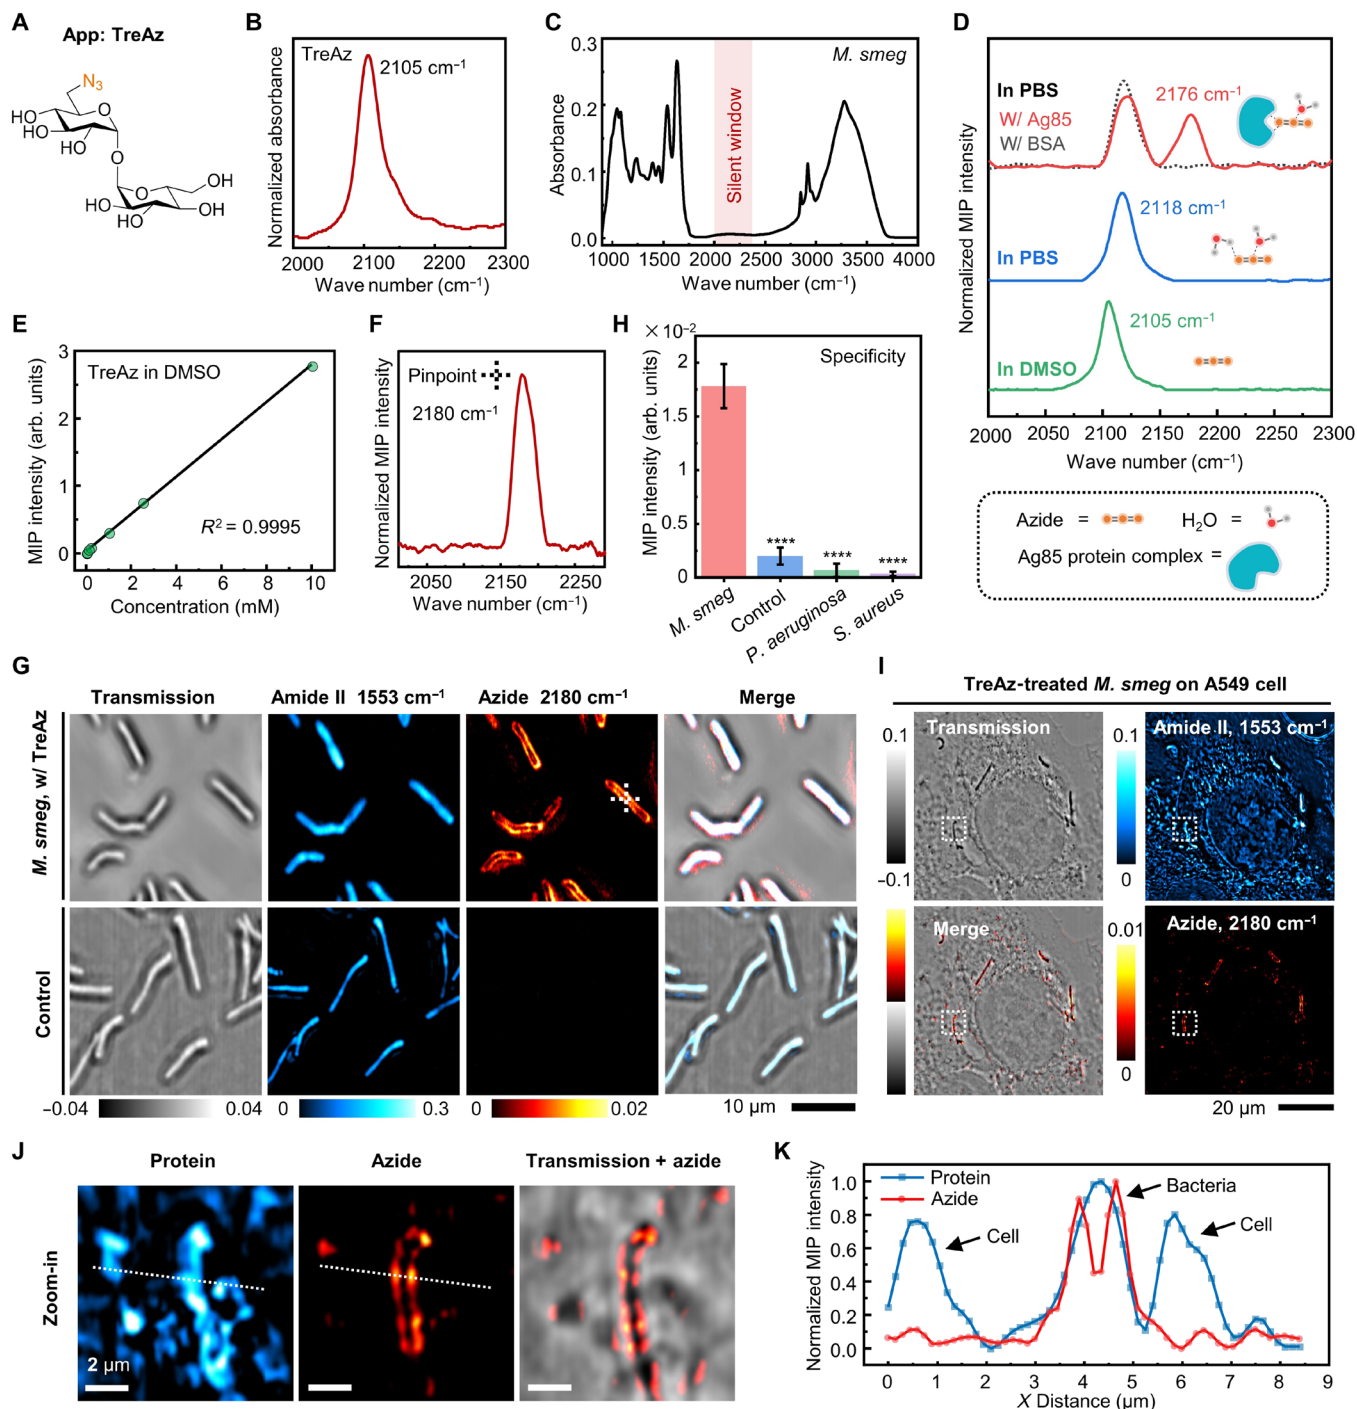 A
App: TreAz
N3
HO
O
HO
HO
O
OH
O
HO
HO
OH
B
TreAz
2105 cm⁻¹
Normalized absorbance
2000 2100 2200 2300
Wave number (cm⁻¹)
C
M. smeg
Silent window
Absorbance
0.3
0.2
0.1
0.0
1000 1500 2000 2500 3000 3500 4000
Wave number (cm⁻¹)
D
In PBS
W/ Ag85
W/ BSA
2176 cm⁻¹
In PBS
2118 cm⁻¹
In DMSO
2105 cm⁻¹
Normalized MIP intensity
2000 2050 2100 2150 2200 2250 2300
Wave number (cm⁻¹)
Azide =
H2O =
Ag85 protein complex =
E
TreAz in DMSO
R² = 0.9995
MIP intensity (arb. units)
3
2
1
0
0 2 4 6 8 10
Concentration (mM)
F
Pinpoint
2180 cm⁻¹
Normalized MIP intensity
2050 2150 2250
Wave number (cm⁻¹)
H
× 10⁻²
Specificity
MIP intensity (arb. units)
2
1.5
1
0.5
0
****
****
****
M. smeg
Control
P. aeruginosa
S. aureus
G
Transmission
Amide II 1553 cm⁻¹
Azide 2180 cm⁻¹
Merge
M. smeg, w/ TreAz
Control
−0.04 0.04
0 0.3
0 0.02
10 µm
I
TreAz-treated M. smeg on A549 cell
Transmission
0.1
−0.1
Amide II, 1553 cm⁻¹
0.1
0
Merge
Azide, 2180 cm⁻¹
0.01
0
20 µm
J
Protein
Azide
Transmission + azide
Zoom-in
2 µm
K
Protein
Azide
Bacteria
Cell
Cell
Normalized MIP intensity
1.0
0.8
0.6
0.4
0.2
0.0
0 1 2 3 4 5 6 7 8 9
X Distance (µm)